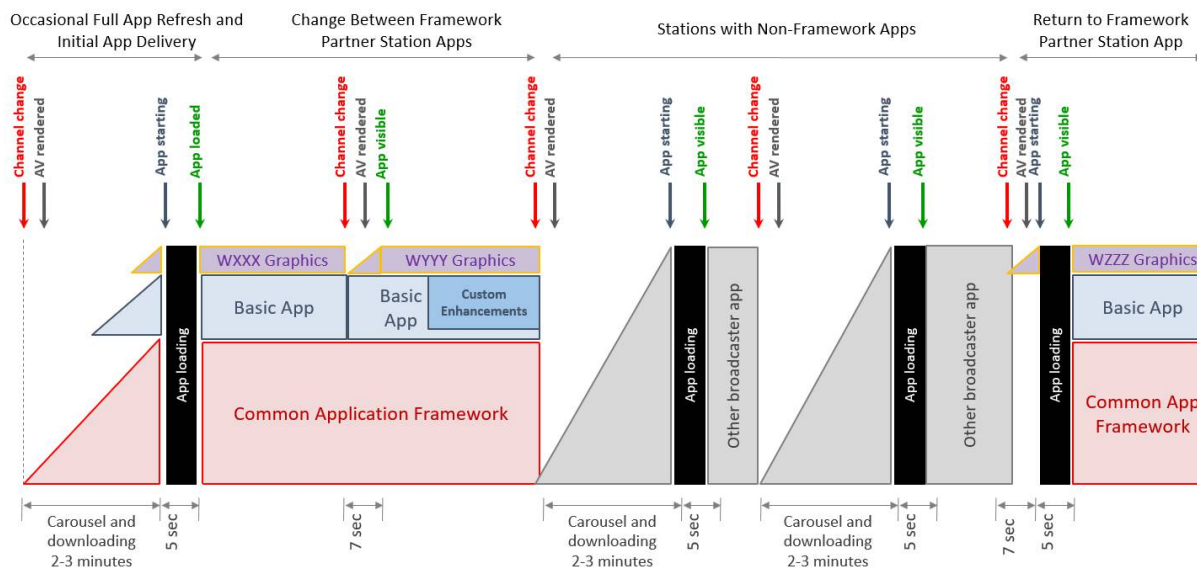 Occasional Full App Refresh and
Initial App Delivery
Change Between Framework
Partner Station Apps
Stations with Non-Framework Apps
Return to Framework
Partner Station App
Channel change
AV rendered
App starting
App loaded
Channel change
AV rendered
App visible
Channel change
AV rendered
App starting
App visible
Channel change
AV rendered
App starting
App visible
Channel change
AV rendered
App starting
App visible
WXXX Graphics
WYYY Graphics
WZZZ Graphics
Basic App
Basic
App
Custom
Enhancements
Basic App
App loading
Common Application Framework
App loading
Other broadcaster app
App loading
Other broadcaster app
App loading
Common App
Framework
Carousel and
downloading
2-3 minutes
5 sec
7 sec
Carousel and
downloading
2-3 minutes
5 sec
Carousel and
downloading
2-3 minutes
5 sec
7 sec
5 sec